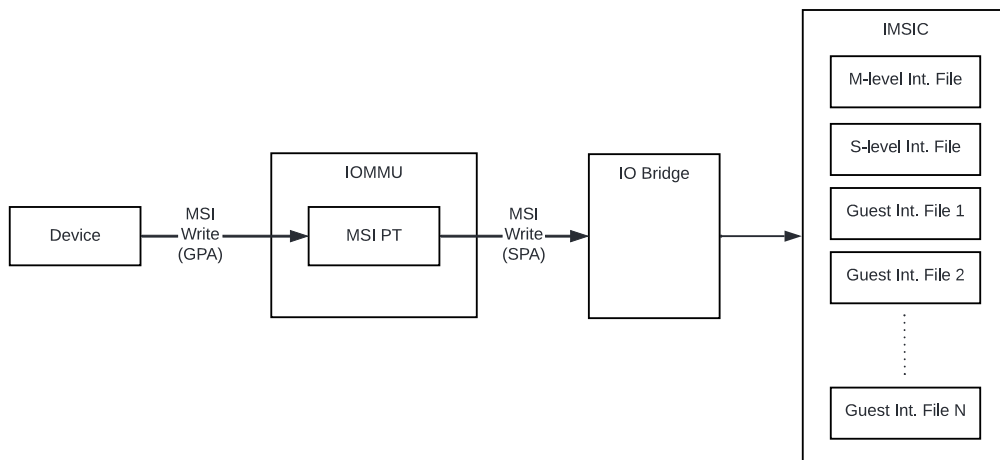 Device
MSI
Write
(GPA)
IOMMU
MSI PT
MSI
Write
(SPA)
IO Bridge
IMSIC
M-level Int. File
S-level Int. File
Guest Int. File 1
Guest Int. File 2
Guest Int. File N